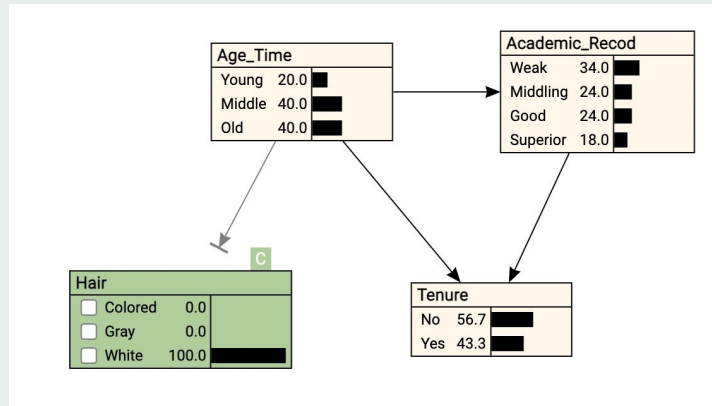 Age_Time
Young 20.0
Middle 40.0
Old 40.0
Academic_Recod
Weak 34.0
Middling 24.0
Good 24.0
Superior 18.0
C
Hair
Colored 0.0
Gray 0.0
White 100.0
Tenure
No 56.7
Yes 43.3